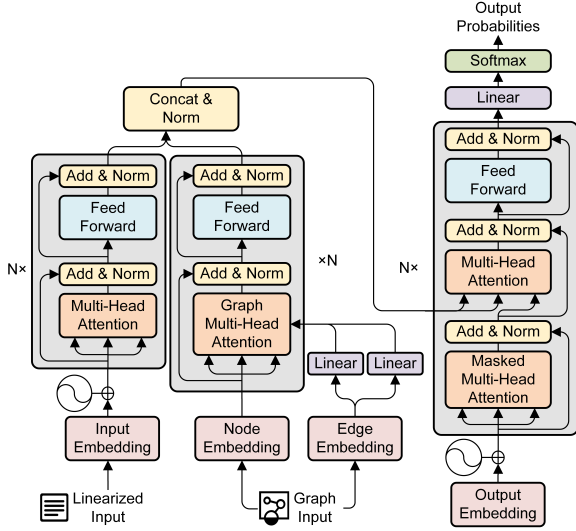 Output
Probabilities
Softmax
Linear
Concat &
Norm
Add & Norm
Feed
Forward
Add & Norm
Multi-Head
Attention
N×
Add & Norm
Feed
Forward
Add & Norm
Graph
Multi-Head
Attention
×N
Linear
Linear
Add & Norm
Feed
Forward
Add & Norm
Multi-Head
Attention
N×
Add & Norm
Masked
Multi-Head
Attention
Input
Embedding
Node
Embedding
Edge
Embedding
Output
Embedding
Linearized
Input
Graph
Input